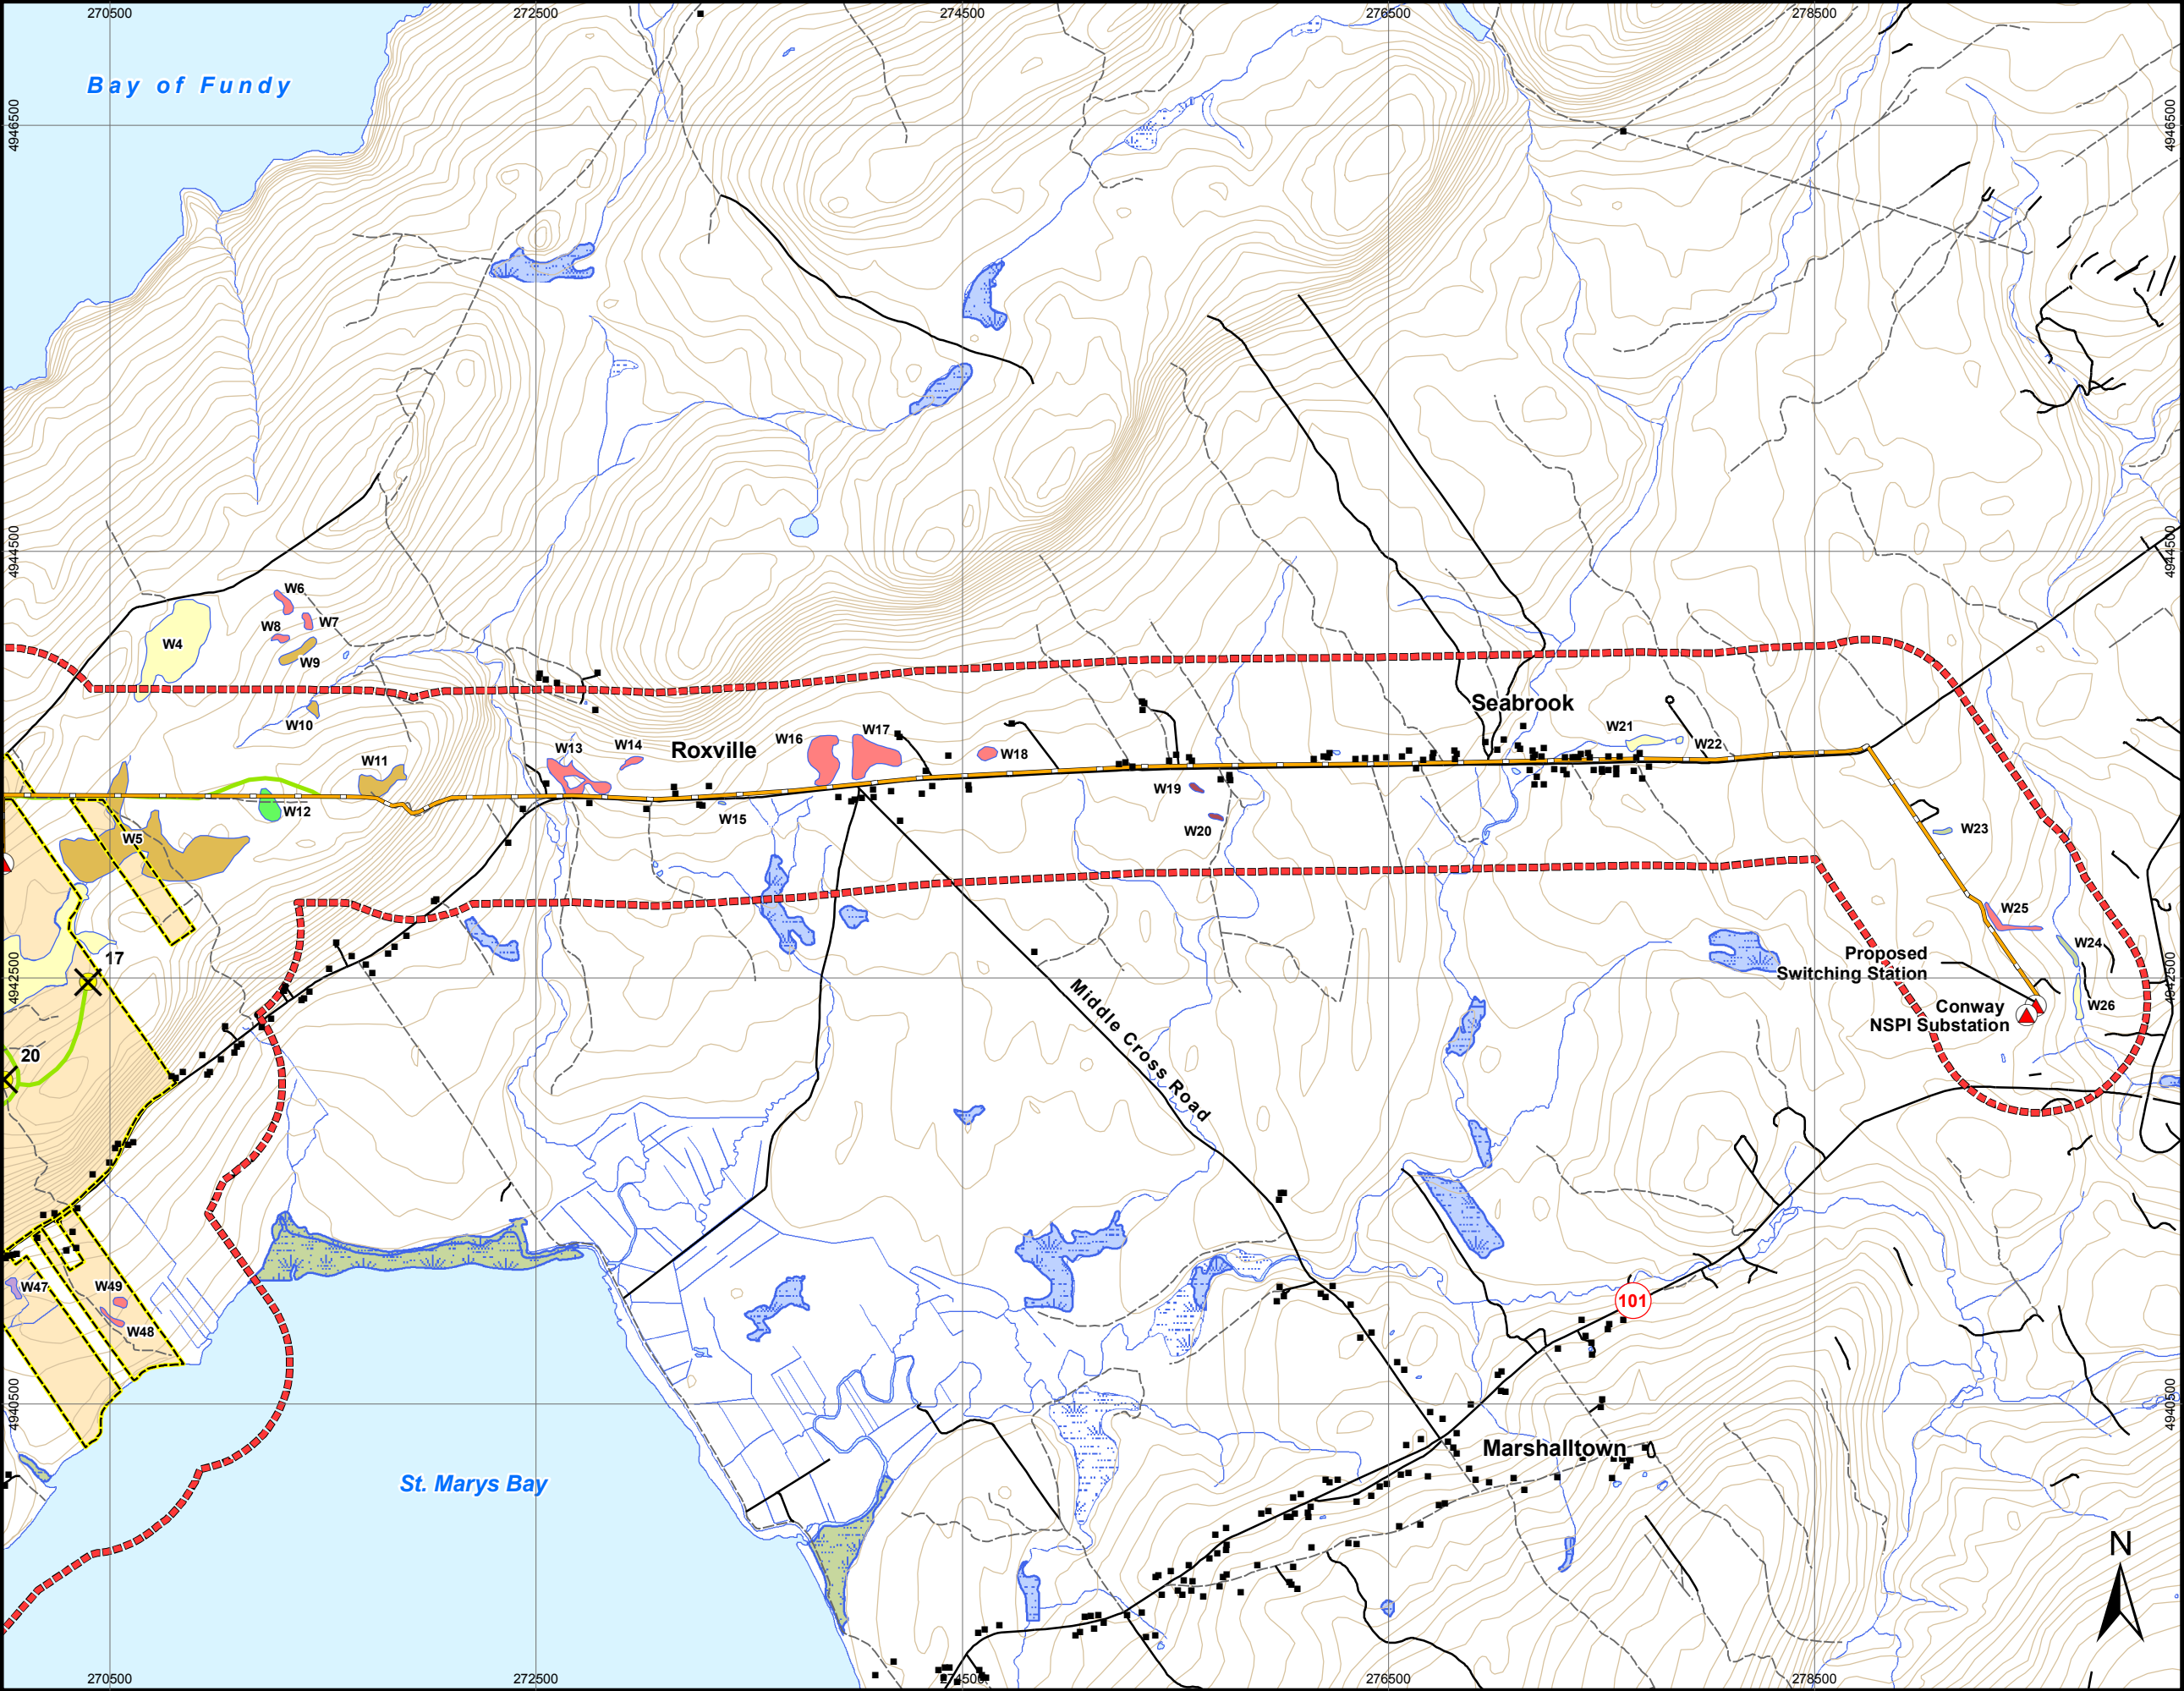 270500
272500
274500
276500
278500
Bay of Fundy
4946500
4946500
4944500
4944500
W6
W7
W8
W4
W9
W10
Seabrook
W21
W22
W17
W16
W13
W14
Roxville
W18
W11
W19
W12
W15
W20
W5
W23
W25
W24
17
Proposed
Switching Station
4942500
4942500
Middle Cross Road
Conway
NSPI Substation
W26
20
W47
W49
W48
101
4940500
4940500
Marshalltown
St. Marys Bay
N
270500
272500
274500
276500
278500